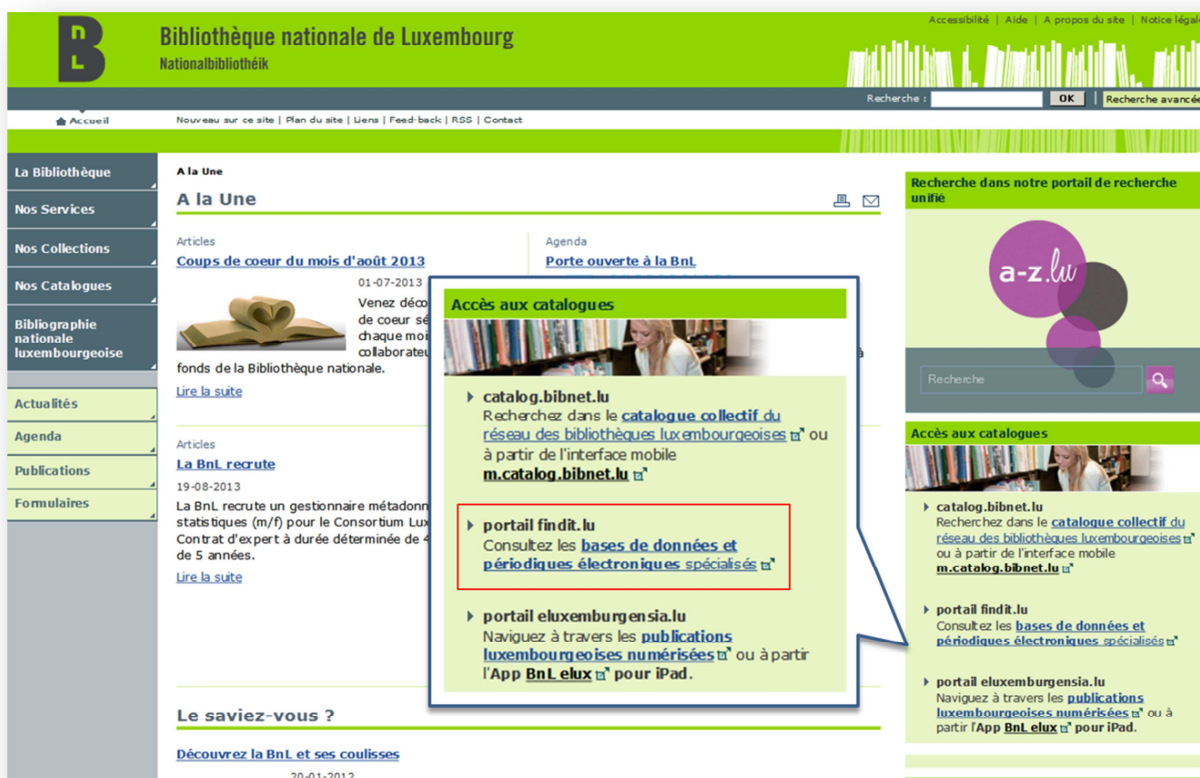 Accessibilité | Aide | A propos du site | Notice légale
BnL
Bibliothèque nationale de Luxembourg
Nationalbibliothéik
Recherche :
OK
Recherche avancée
Accueil
Nouveau sur ce site | Plan du site | Liens | Feed-back | RSS | Contact
La Bibliothèque
Nos Services
Nos Collections
Nos Catalogues
Bibliographie
nationale
luxembourgeoise
Actualités
Agenda
Publications
Formulaires
A la Une
A la Une
Articles
Coups de coeur du mois d'août 2013
01-07-2013
Venez déco
de coeur sé
chaque moi
collaborateu
fonds de la Bibliothèque nationale.
Lire la suite
Agenda
Porte ouverte à la BnL
à
Articles
La BnL recrute
19-08-2013
La BnL recrute un gestionnaire métadonn
statistiques (m/f) pour le Consortium Lux
Contrat d'expert à durée déterminée de 4
de 5 années.
Lire la suite
Le saviez-vous ?
Découvrez la BnL et ses coulisses
20-01-2012
Accès aux catalogues
catalog.bibnet.lu
Recherchez dans le catalogue collectif du
réseau des bibliothèques luxembourgeoises ou
à partir de l'interface mobile
m.catalog.bibnet.lu
portail findit.lu
Consultez les bases de données et
périodiques électroniques spécialisés
portail eluxemburgensia.lu
Naviguez à travers les publications
luxembourgeoises numérisées ou à partir
l'App BnL elux pour iPad.
Recherche dans notre portail de recherche
unifié
a-z.lu
Recherche
Accès aux catalogues
catalog.bibnet.lu
Recherchez dans le catalogue collectif du
réseau des bibliothèques luxembourgeoises
ou à partir de l'interface mobile
m.catalog.bibnet.lu
portail findit.lu
Consultez les bases de données et
périodiques électroniques spécialisés
portail eluxemburgensia.lu
Naviguez à travers les publications
luxembourgeoises numérisées ou à
partir l'App BnL elux pour iPad.